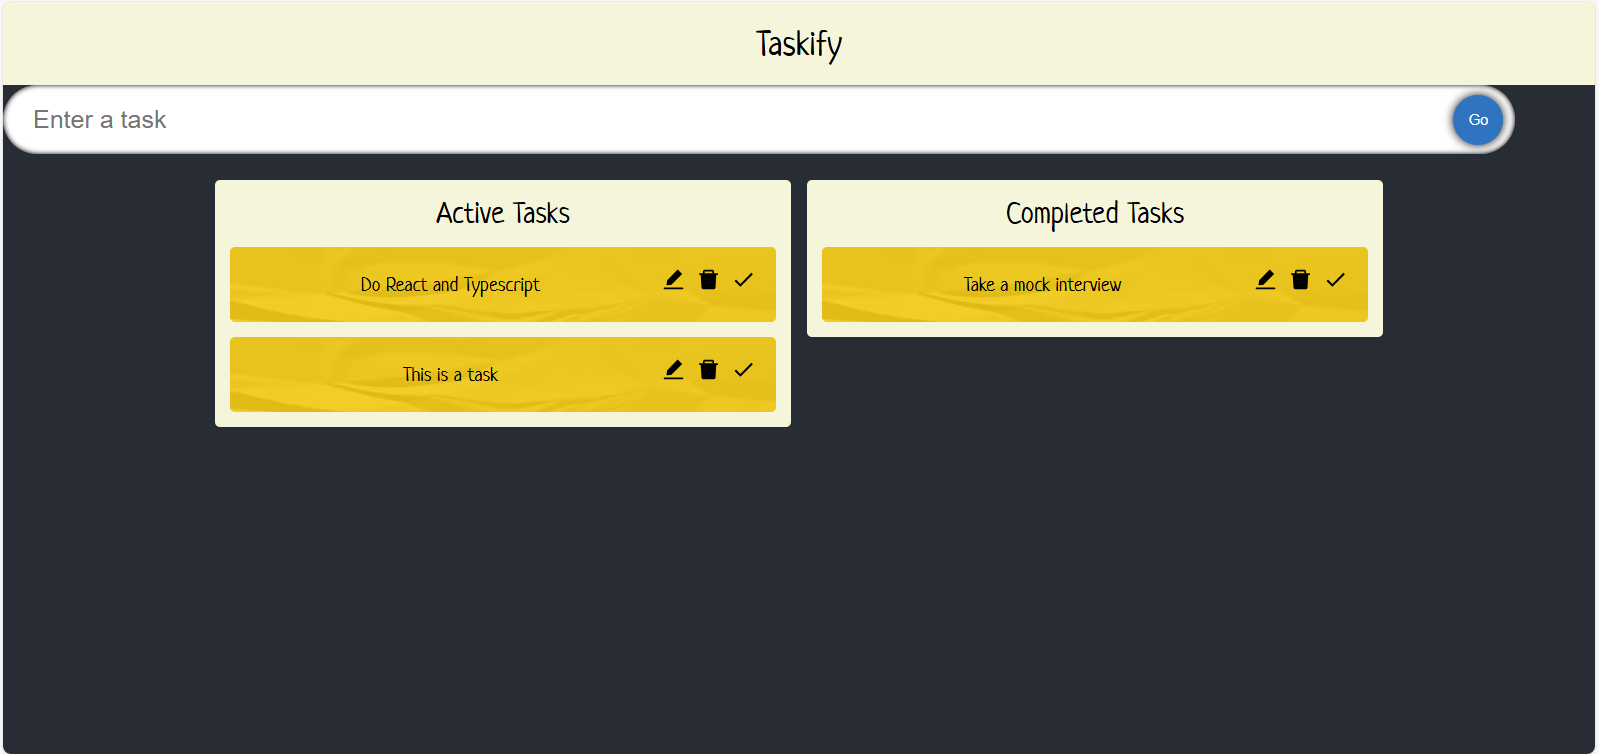 Taskify
Enter a task
Go
Active Tasks
Do React and Typescript
This is a task
Completed Tasks
Take a mock interview